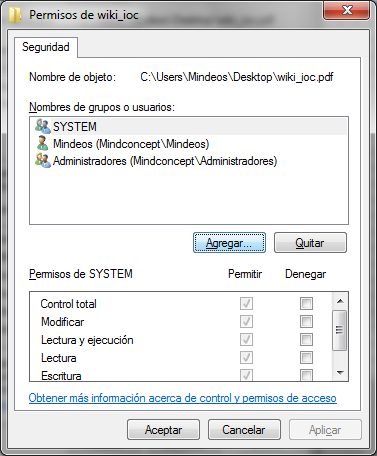 Permisos de wiki_ioc
Seguridad
Nombre de objeto: C:\Users\Mindeos\Desktop\wiki_ioc.pdf
Nombres de grupos o usuarios:
SYSTEM
Mindeos (Mindconcept\Mindeos)
Administradores (Mindconcept\Administradores)
Agregar...
Quitar
Permisos de SYSTEM Permitir Denegar
Control total
Modificar
Lectura y ejecución
Lectura
Escritura
Obtener más información acerca de control y permisos de acceso
Aceptar Cancelar Aplicar